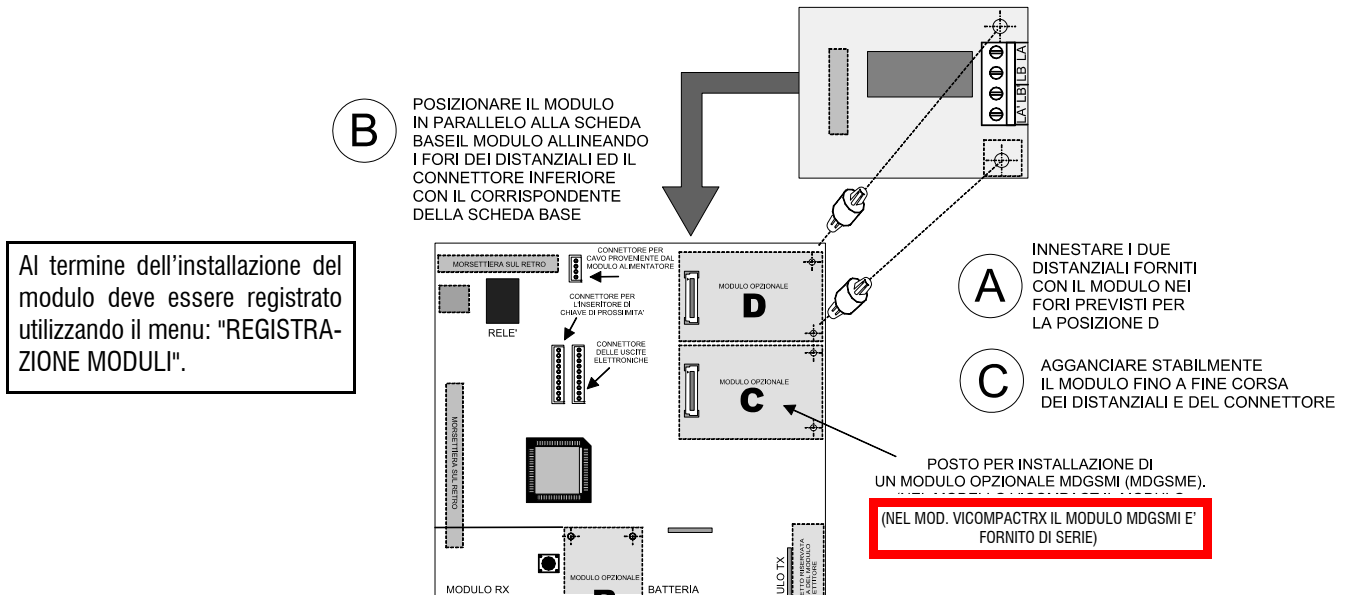 LA
LB
LB'
LA'
B
POSIZIONARE IL MODULO
IN PARALLELO ALLA SCHEDA
BASEIL MODULO ALLINEANDO
I FORI DEI DISTANZIALI ED IL
CONNETTORE INFERIORE
CON IL CORRISPONDENTE
DELLA SCHEDA BASE
Al termine dell'installazione del
modulo deve essere registrato
utilizzando il menu: "REGISTRA-
ZIONE MODULI".
MORSETTIERA SUL RETRO
CONNETTORE PER
CAVO PROVENIENTE DAL
MODULO ALIMENTATORE
RELE'
CONNETTORE PER
L'INSERITORE DI
CHIAVE DI PROSSIMITA'
CONNETTORE
DELLE USCITE
ELETTRONICHE
MODULO OPZIONALE
D
MODULO OPZIONALE
C
A
INNESTARE I DUE
DISTANZIALI FORNITI
CON IL MODULO NEI
FORI PREVISTI PER
LA POSIZIONE D
C
AGGANCIARE STABILMENTE
IL MODULO FINO A FINE CORSA
DEI DISTANZIALI E DEL CONNETTORE
POSTO PER INSTALLAZIONE DI
UN MODULO OPZIONALE MDGSMI (MDGSME).
(NEL MOD. VICOMPACTRX IL MODULO MDGSMI E'
FORNITO DI SERIE)
MORSETTIERA SUL RETRO
MODULO RX
MODULO OPZIONALE
BATTERIA